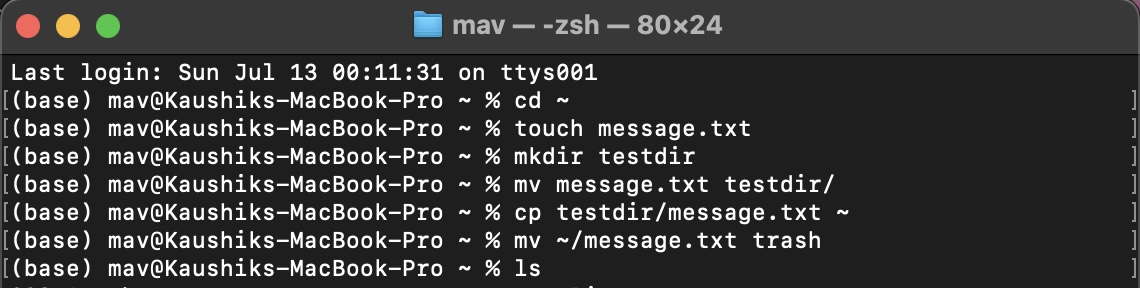 mav — -zsh — 80×24
Last login: Sun Jul 13 00:11:31 on ttys001
[(base) mav@Kaushiks-MacBook-Pro ~ % cd ~ ]
[(base) mav@Kaushiks-MacBook-Pro ~ % touch message.txt ]
[(base) mav@Kaushiks-MacBook-Pro ~ % mkdir testdir ]
[(base) mav@Kaushiks-MacBook-Pro ~ % mv message.txt testdir/ ]
[(base) mav@Kaushiks-MacBook-Pro ~ % cp testdir/message.txt ~ ]
[(base) mav@Kaushiks-MacBook-Pro ~ % mv ~/message.txt trash ]
[(base) mav@Kaushiks-MacBook-Pro ~ % ls ]